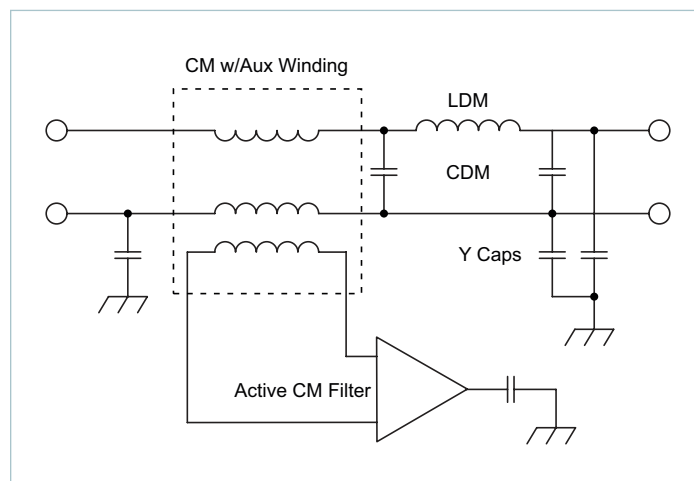 CM w/Aux Winding
LDM
CDM
Y Caps
Active CM Filter